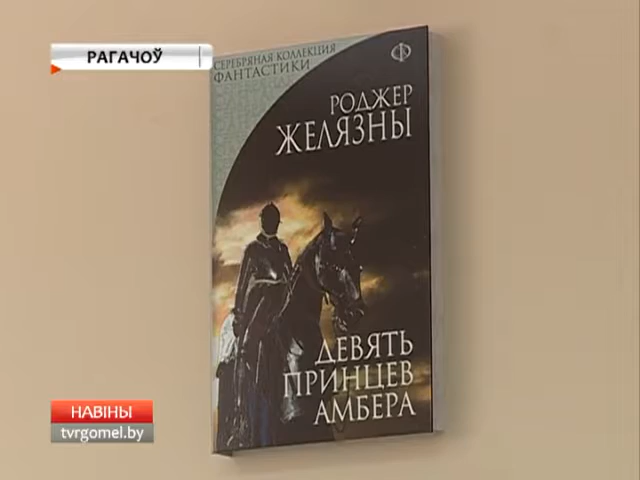 РАГАЧОЎ
СЕРЕБРЯНАЯ КОЛЛЕКЦИЯ
ФАНТАСТИКИ
Ф
РОДЖЕР
ЖЕЛЯЗНЫ
ДЕВЯТЬ
ПРИНЦЕВ
АМБЕРА
НАВІНЫ
tvrgomel.by